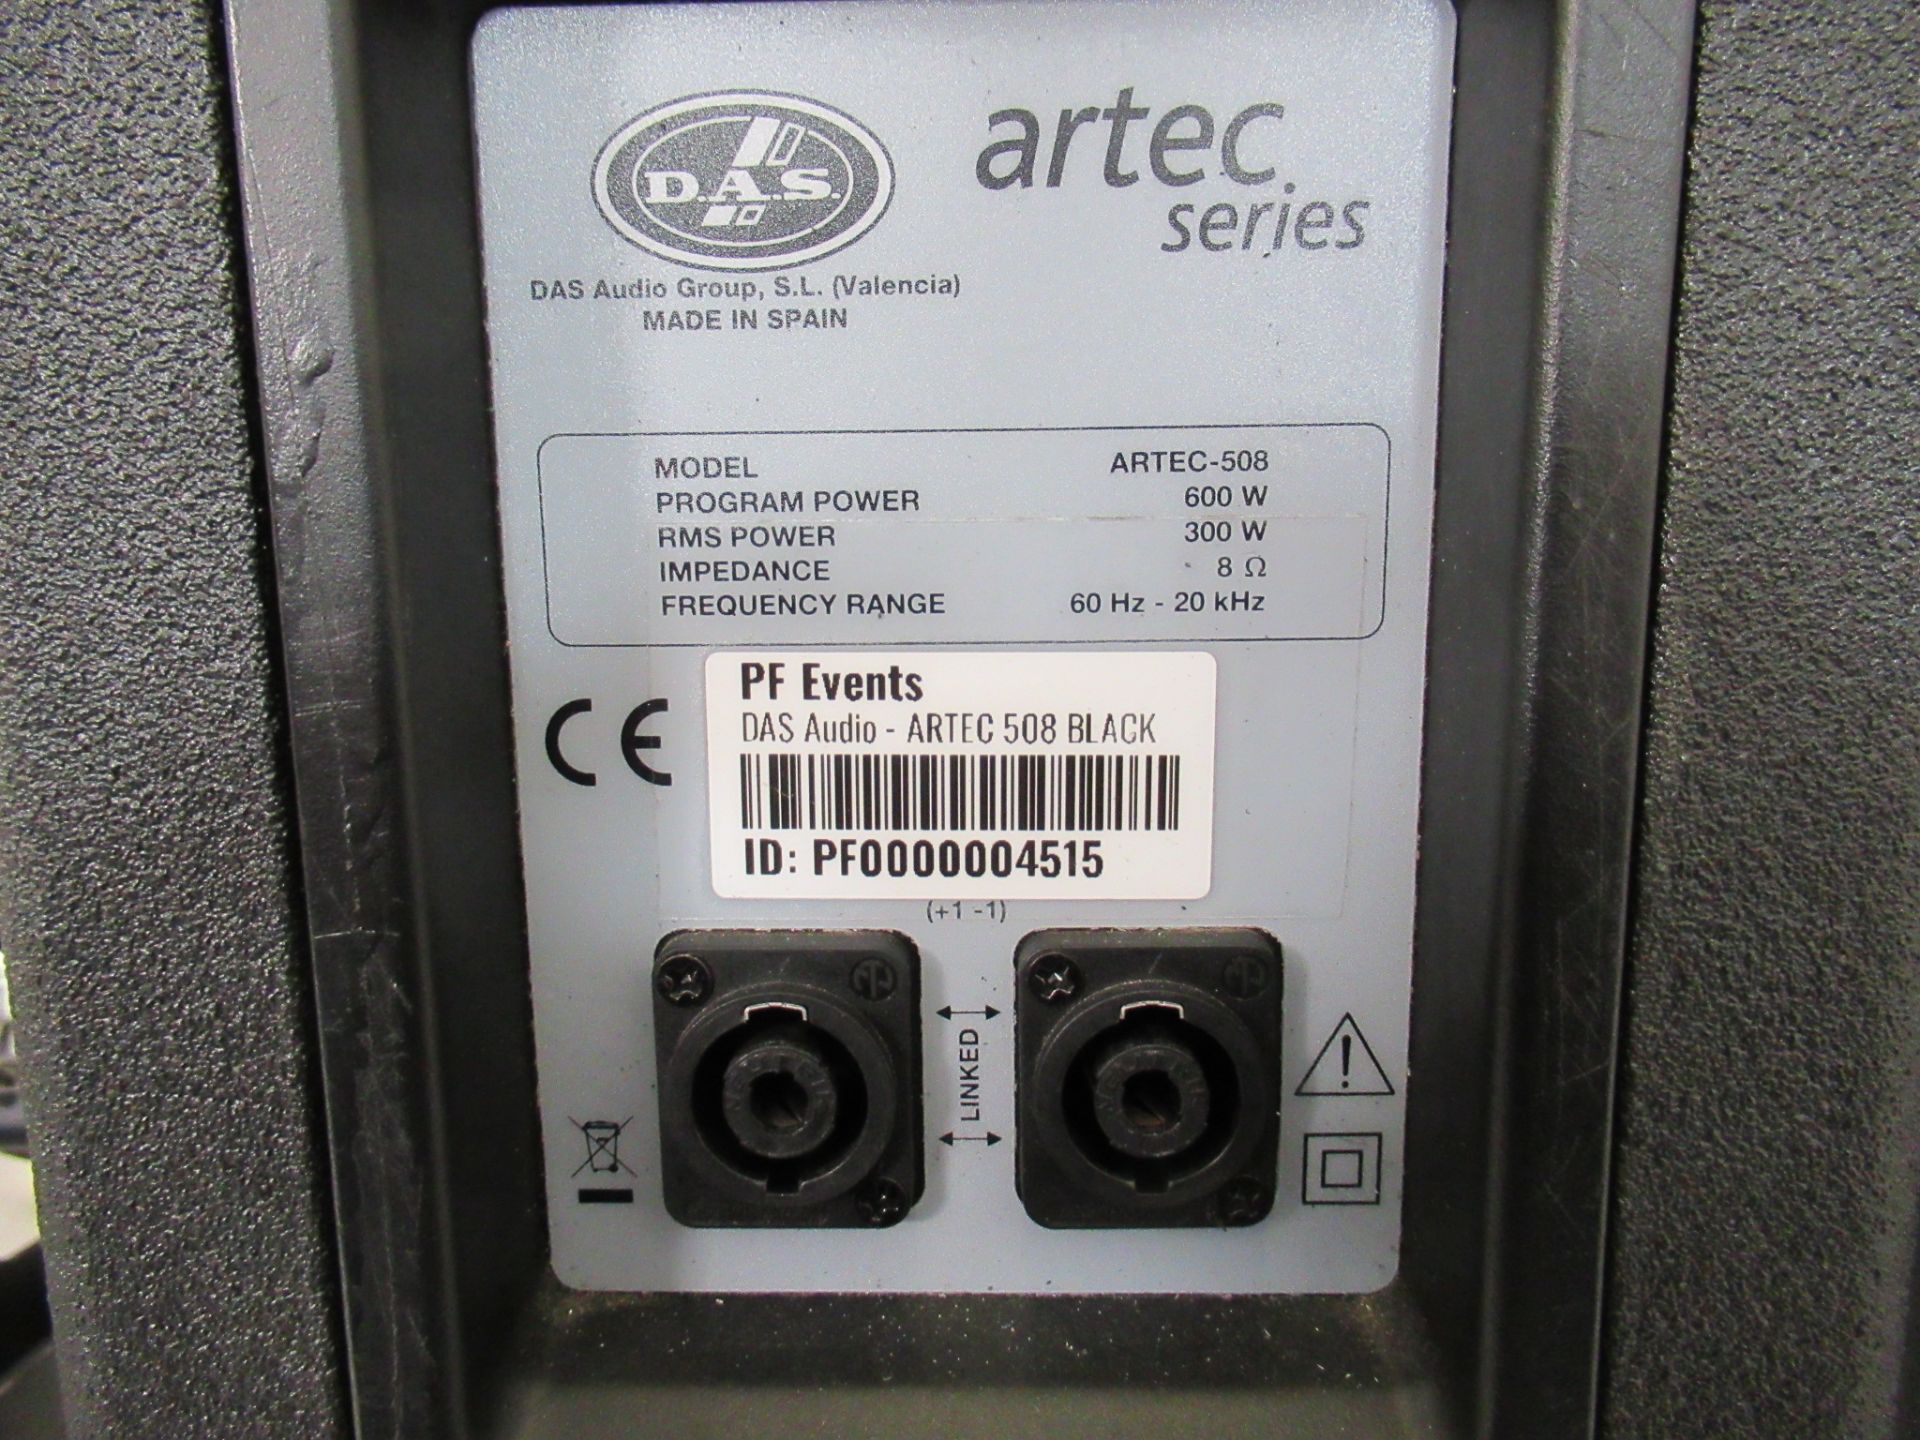 D.A.S.
artec
series
DAS Audio Group, S.L. (Valencia)
MADE IN SPAIN
MODEL ARTEC-508
PROGRAM POWER 600 W
RMS POWER 300 W
IMPEDANCE 8 Ω
FREQUENCY RANGE 60 Hz - 20 kHz
CE
PF Events
DAS Audio - ARTEC 508 BLACK
ID: PF0000004515
(+1 -1)
LINKED